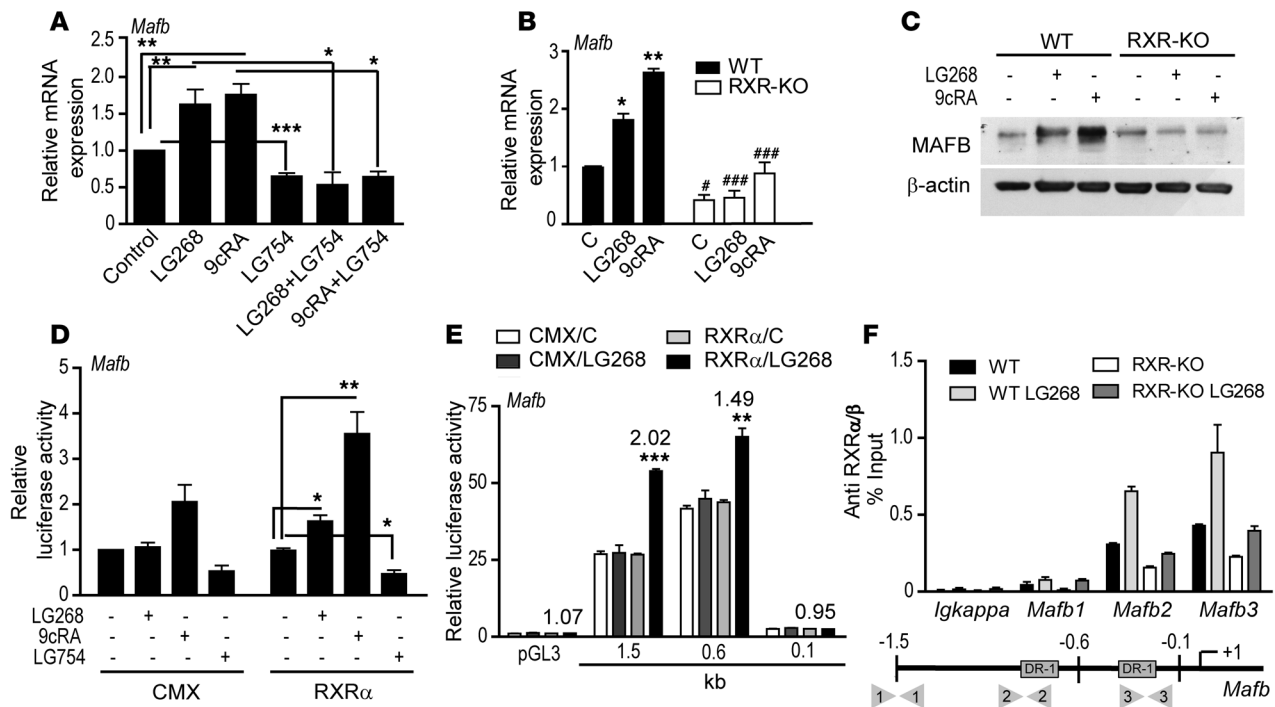 A
Mafb
Relative mRNA
expression
2.5
2.0
1.5
1.0
0.5
0
**
**
***
*
*
Control
LG268
9cRA
LG754
LG268+LG754
9cRA+LG754
B
Mafb
Relative mRNA
expression
3
2
1
0
*
**
#
###
###
WT
RXR-KO
C
LG268
9cRA
C
LG268
9cRA
C
WT RXR-KO
LG268 - + - - + -
9cRA - - + - - +
MAFB
β-actin
D
Mafb
Relative
luciferase activity
5
4
3
2
1
0
*
**
*
LG268 - + - - - + - -
9cRA - - + - - - + -
LG754 - - - + - - - +
CMX RXRα
E
CMX/C RXRα/C
CMX/LG268 RXRα/LG268
Mafb
Relative luciferase activity
75
50
25
0
1.07
2.02
***
1.49
**
0.95
pGL3 1.5 0.6 0.1
kb
F
WT RXR-KO
WT LG268 RXR-KO LG268
Anti RXRα/β
% Input
1.5
1.0
0.5
0
Igkappa Mafb1 Mafb2 Mafb3
-1.5 -0.6 -0.1
+1
DR-1 DR-1
Mafb
1 1 2 2 3 3